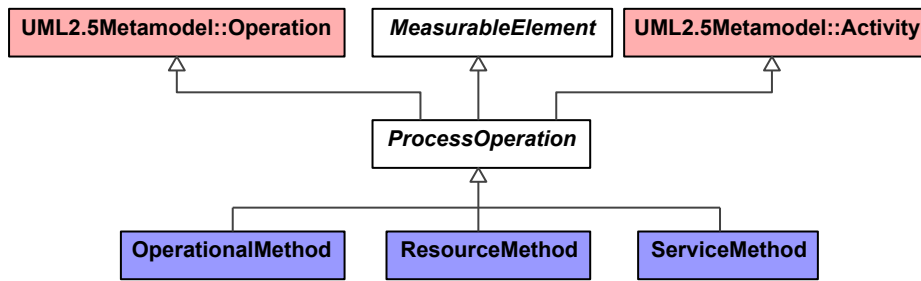 UML2.5Metamodel::Operation
MeasurableElement
UML2.5Metamodel::Activity
ProcessOperation
OperationalMethod
ResourceMethod
ServiceMethod